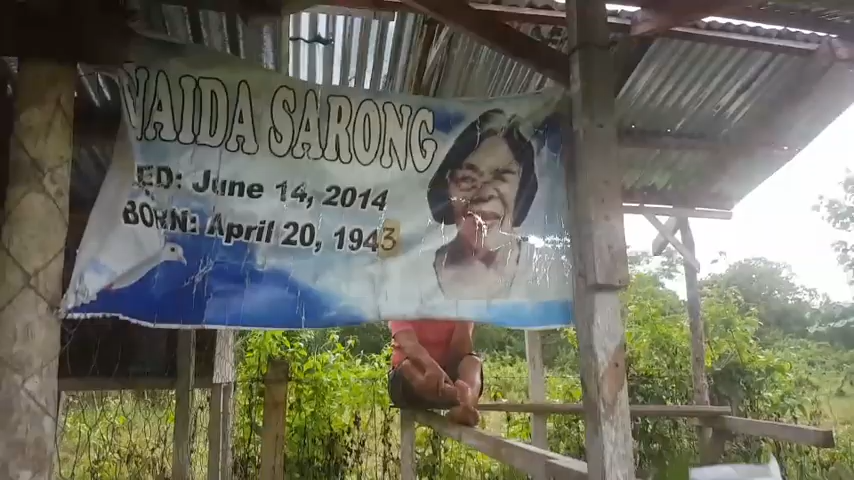 NAIDA SARONG
ED: June 14, 2014
BORN: April 20, 1943